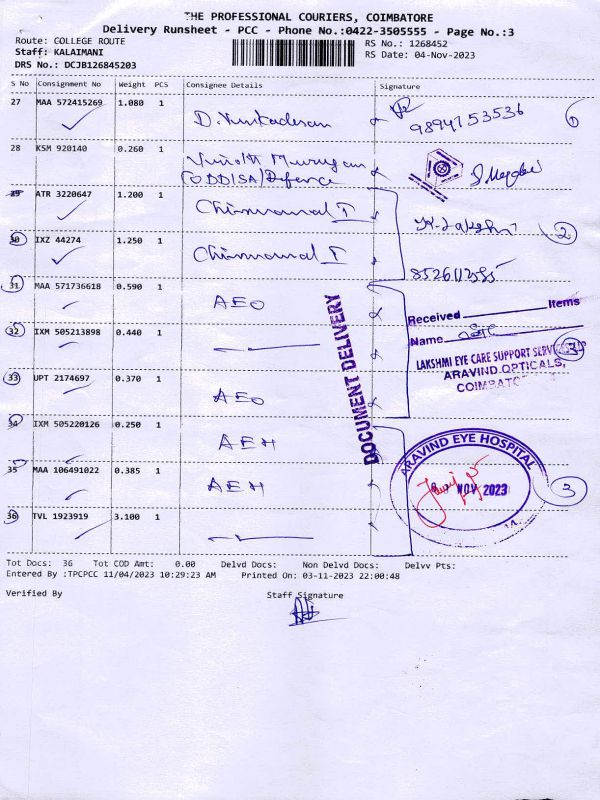 THE PROFESSIONAL COURIERS, COIMBATORE
Delivery Runsheet - PCC - Phone No.:0422-3505555 - Page No.:3
Route: COLLEGE ROUTE
Staff: KALAIMANI
DRS No.: DCJB126845203
RS No.: 1268452
RS Date: 04-Nov-2023
S No Consignment No Weight PCS Consignee Details Signature
27 MAA 572415269 1.080 1
28 KSM 920140 0.260 1
ODDISA/Defence
29 ATR 3220647 1.200 1
30 IXZ 44274 1.250 1
2
31 MAA 571736618 0.590 1 AEO
Received Items
32 IXM 505213898 0.440 1
Name
LAKSHMI EYE CARE SUPPORT
ARAVIND OPTICALS,
DOCUMENT DELIVERY
33 UPT 2174697 0.370 1 AEO
34 IXM 505220126 0.250 1 AEH
ARAVIND EYE HOSPITAL
35 MAA 106491022 0.385 1 AEH
NOV 2023
3
36 TVL 1923919 3.100 1
Tot Docs: 36 Tot COD Amt: 0.00 Delvd Docs: Non Delvd Docs: Delvv Pts:
Entered By :TPCPCC 11/04/2023 10:29:23 AM Printed On: 03-11-2023 22:00:48
Verified By Staff Signature